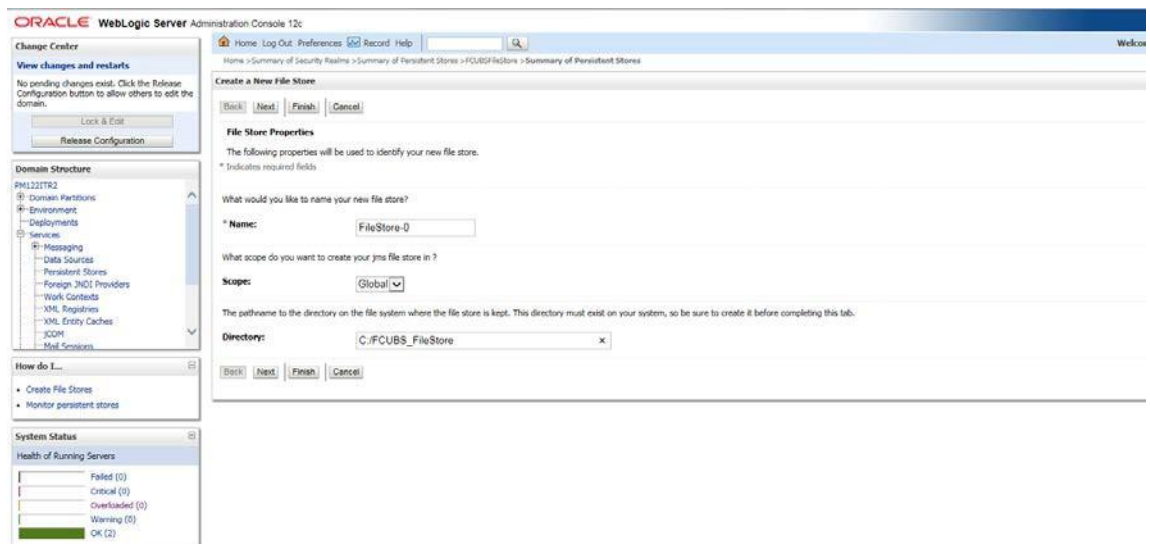 ORACLE WebLogic Server Administration Console 12c
Change Center
View changes and restarts
No pending changes exist. Click the Release
Configuration button to allow others to edit the
domain.
Lock & Edit
Release Configuration
Domain Structure
PM122ITR2
Domain Partitions
Environment
Deployments
Services
Messaging
Data Sources
Persistent Stores
Foreign JNDI Providers
Work Contexts
XML Registries
XML Entity Caches
jCOM
Mail Sessions
How do I...
Create File Stores
Monitor persistent stores
System Status
Health of Running Servers
Failed (0)
Critical (0)
Overloaded (0)
Warning (0)
OK (2)
Home Log Out Preferences Record Help
Welcom
Home >Summary of Security Realms >Summary of Persistent Stores >FCUBSFileStore >Summary of Persistent Stores
Create a New File Store
Back Next Finish Cancel
File Store Properties
The following properties will be used to identify your new file store.
* Indicates required fields
What would you like to name your new file store?
* Name: FileStore-0
What scope do you want to create your jms file store in ?
Scope: Global
The pathname to the directory on the file system where the file store is kept. This directory must exist on your system, so be sure to create it before completing this tab.
Directory: C:/FCUBS_FileStore x
Back Next Finish Cancel